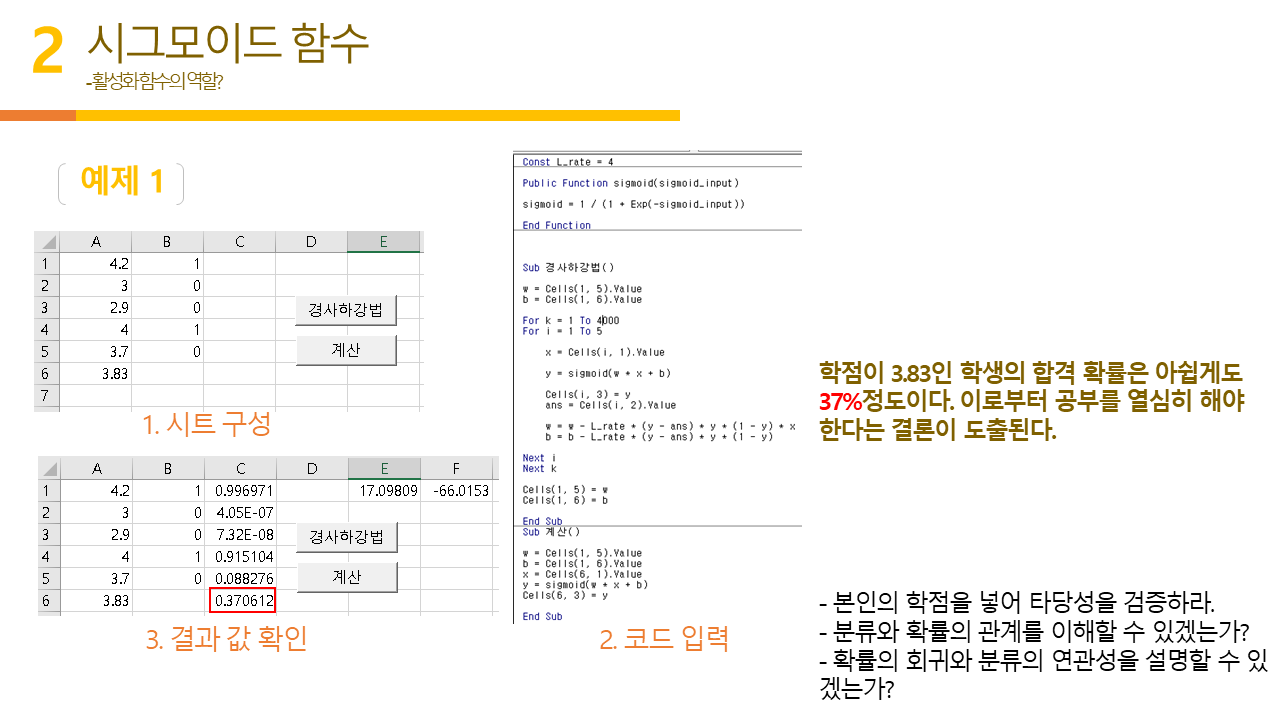 2 시그모이드 함수
-활성화함수의 역할?
예제 1
A B C D E
1 4.2 1
2 3 0
3 2.9 0
4 4 1
5 3.7 0
6 3.83
7
경사하강법
계산
1. 시트 구성
A B C D E F
1 4.2 1 0.996971 17.09809 -66.0153
2 3 0 4.05E-07
3 2.9 0 7.32E-08
4 4 1 0.915104
5 3.7 0 0.088276
6 3.83 0.370612
경사하강법
계산
3. 결과 값 확인
Const L_rate = 4
Public Function sigmoid(sigmoid_input)
sigmoid = 1 / (1 + Exp(-sigmoid_input))
End Function
Sub 경사하강법()
w = Cells(1, 5).Value
b = Cells(1, 6).Value
For k = 1 To 4000
For i = 1 To 5
x = Cells(i, 1).Value
y = sigmoid(w * x + b)
Cells(i, 3) = y
ans = Cells(i, 2).Value
w = w - L_rate * (y - ans) * y * (1 - y) * x
b = b - L_rate * (y - ans) * y * (1 - y)
Next i
Next k
Cells(1, 5) = w
Cells(1, 6) = b
End Sub
Sub 계산()
w = Cells(1, 5).Value
b = Cells(1, 6).Value
x = Cells(6, 1).Value
y = sigmoid(w * x + b)
Cells(6, 3) = y
End Sub
2. 코드 입력
학점이 3.83인 학생의 합격 확률은 아쉽게도
37%정도이다. 이로부터 공부를 열심히 해야
한다는 결론이 도출된다.
- 본인의 학점을 넣어 타당성을 검증하라.
- 분류와 확률의 관계를 이해할 수 있겠는가?
- 확률의 회귀와 분류의 연관성을 설명할 수 있
겠는가?